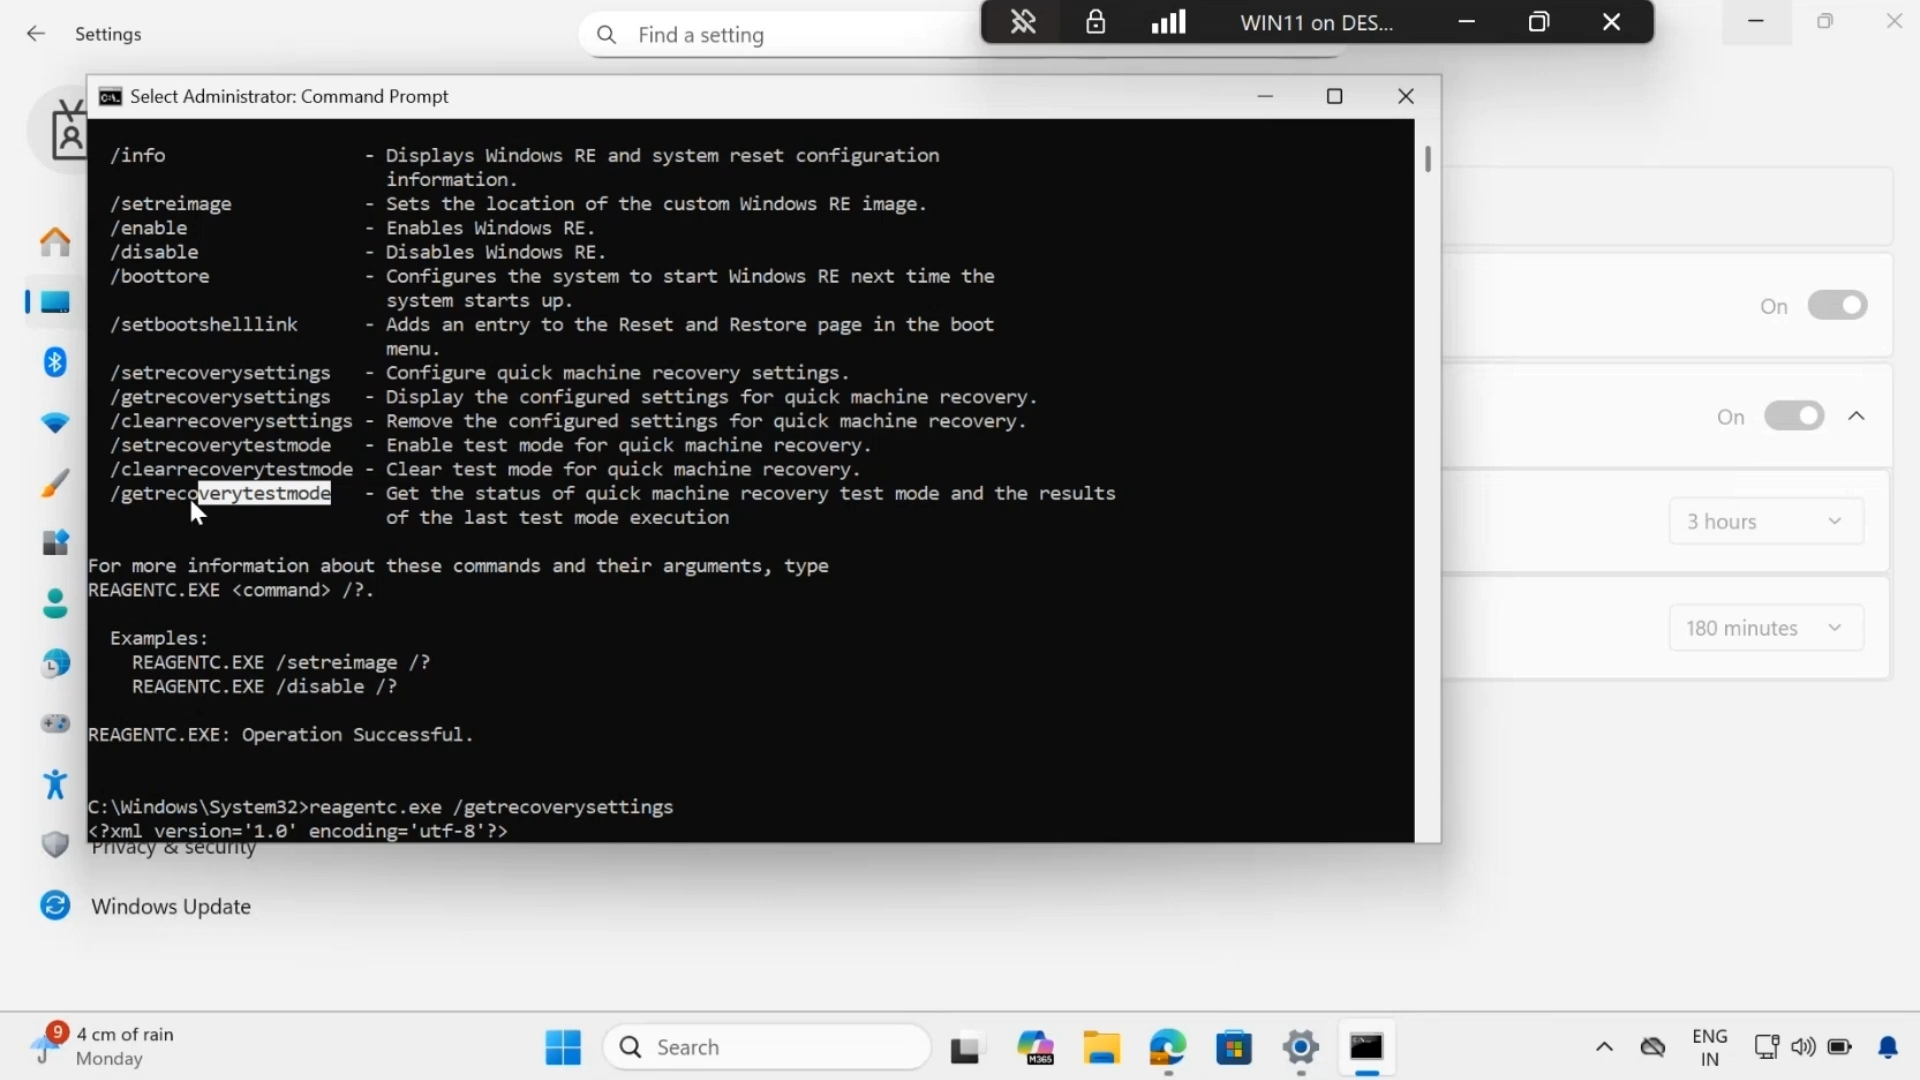 Settings
Find a setting
WIN11 on DES...
Select Administrator: Command Prompt
/info - Displays Windows RE and system reset configuration
information.
/setreimage - Sets the location of the custom Windows RE image.
/enable - Enables Windows RE.
/disable - Disables Windows RE.
/boottore - Configures the system to start Windows RE next time the
system starts up.
/setbootshelllink - Adds an entry to the Reset and Restore page in the boot
menu.
/setrecoverysettings - Configure quick machine recovery settings.
/getrecoverysettings - Display the configured settings for quick machine recovery.
/clearrecoverysettings - Remove the configured settings for quick machine recovery.
/setrecoverytestmode - Enable test mode for quick machine recovery.
/clearrecoverytestmode - Clear test mode for quick machine recovery.
/getrecoverytestmode - Get the status of quick machine recovery test mode and the results
of the last test mode execution
For more information about these commands and their arguments, type
REAGENTC.EXE <command> /?.
Examples:
REAGENTC.EXE /setreimage /?
REAGENTC.EXE /disable /?
REAGENTC.EXE: Operation Successful.
C:\Windows\System32>reagentc.exe /getrecoverysettings
<?xml version='1.0' encoding='utf-8'?>
On
On
3 hours
180 minutes
Privacy & security
Windows Update
9
4 cm of rain
Monday
Search
M365
ENG
IN